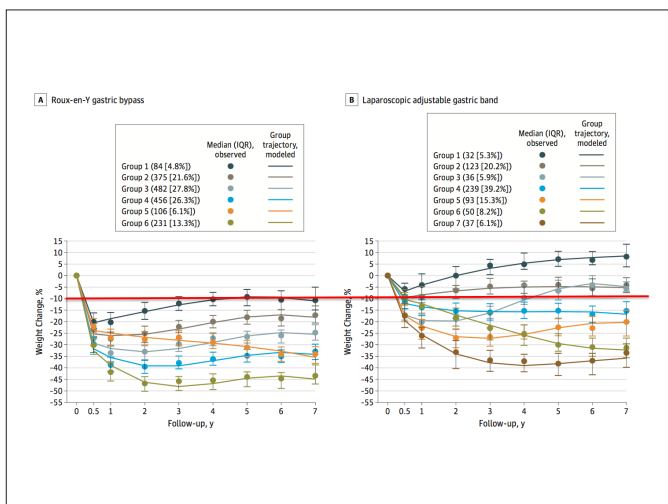 A Roux-en-Y gastric bypass
Median (IQR), observed
Group trajectory, modeled
Group 1 (84 [4.8%])
Group 2 (375 [21.6%])
Group 3 (482 [27.8%])
Group 4 (456 [26.3%])
Group 5 (106 [6.1%])
Group 6 (231 [13.3%])
15
10
5
0
-5
-10
-15
-20
-25
-30
-35
-40
-45
-50
-55
Weight Change, %
0 0.5 1 2 3 4 5 6 7
Follow-up, y
B Laparoscopic adjustable gastric band
Median (IQR), observed
Group trajectory, modeled
Group 1 (32 [5.3%])
Group 2 (123 [20.2%])
Group 3 (36 [5.9%])
Group 4 (239 [39.2%])
Group 5 (93 [15.3%])
Group 6 (50 [8.2%])
Group 7 (37 [6.1%])
15
10
5
0
-5
-10
-15
-20
-25
-30
-35
-40
-45
-50
-55
Weight Change, %
0 0.5 1 2 3 4 5 6 7
Follow-up, y